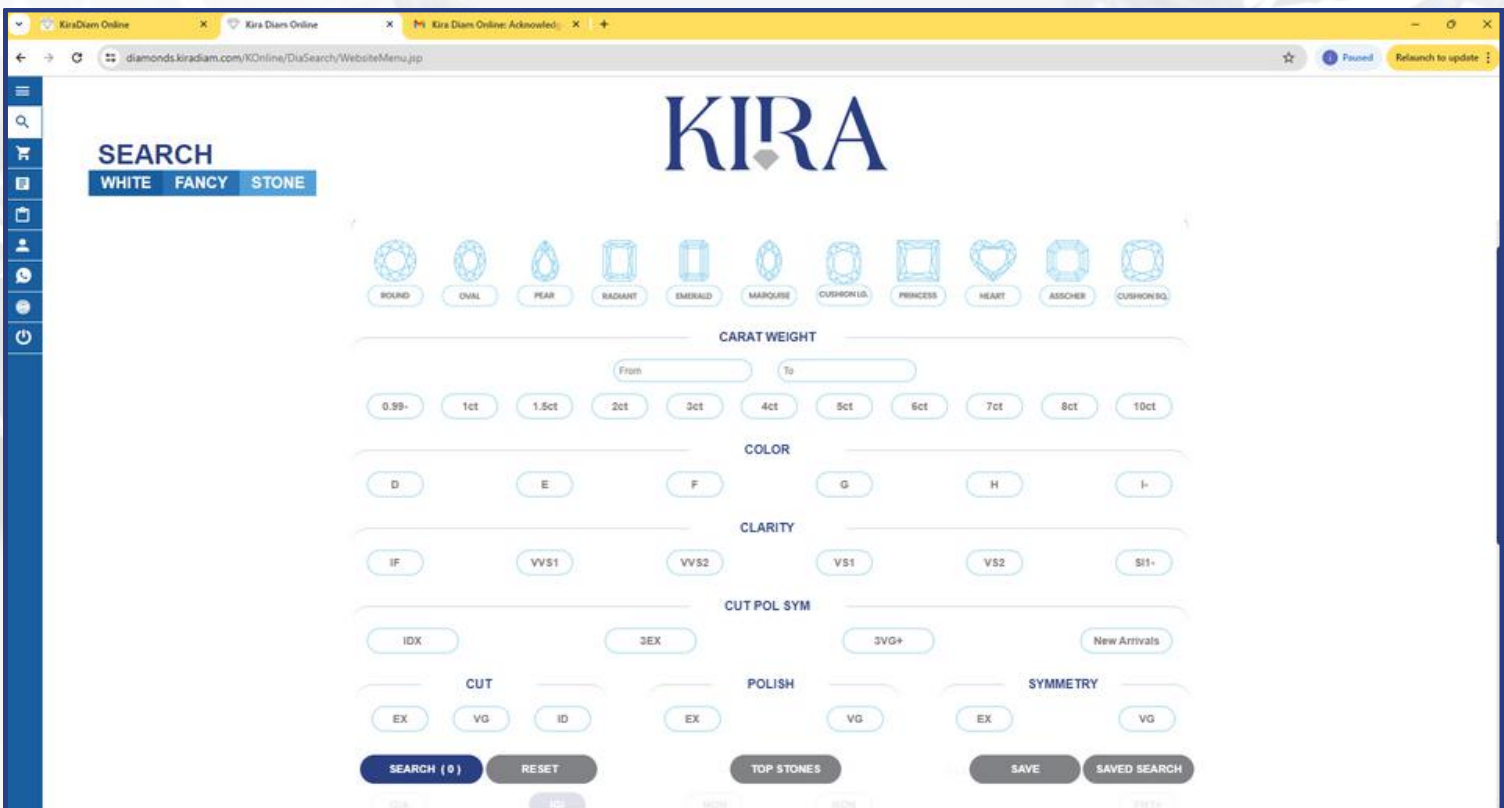 KiraDiam Online
Kira Diam Online
Kira Diam Online: Acknowledg
diamonds.kiradiam.com/KOnline/DiaSearch/WebsiteMenu.jsp
Paused
Relaunch to update
KIRA
SEARCH
WHITE FANCY STONE
ROUND OVAL PEAR RADIANT EMERALD MARQUISE CUSHION LG. PRINCESS HEART ASSCHER CUSHION SQ.
CARAT WEIGHT
From To
0.99- 1ct 1.5ct 2ct 3ct 4ct 5ct 6ct 7ct 8ct 10ct
COLOR
D E F G H I-
CLARITY
IF VVS1 VVS2 VS1 VS2 SI1-
CUT POL SYM
IDX 3EX 3VG+ New Arrivals
CUT POLISH SYMMETRY
EX VG ID EX VG EX VG
SEARCH ( 0 ) RESET TOP STONES SAVE SAVED SEARCH
GIA IGI NON NON